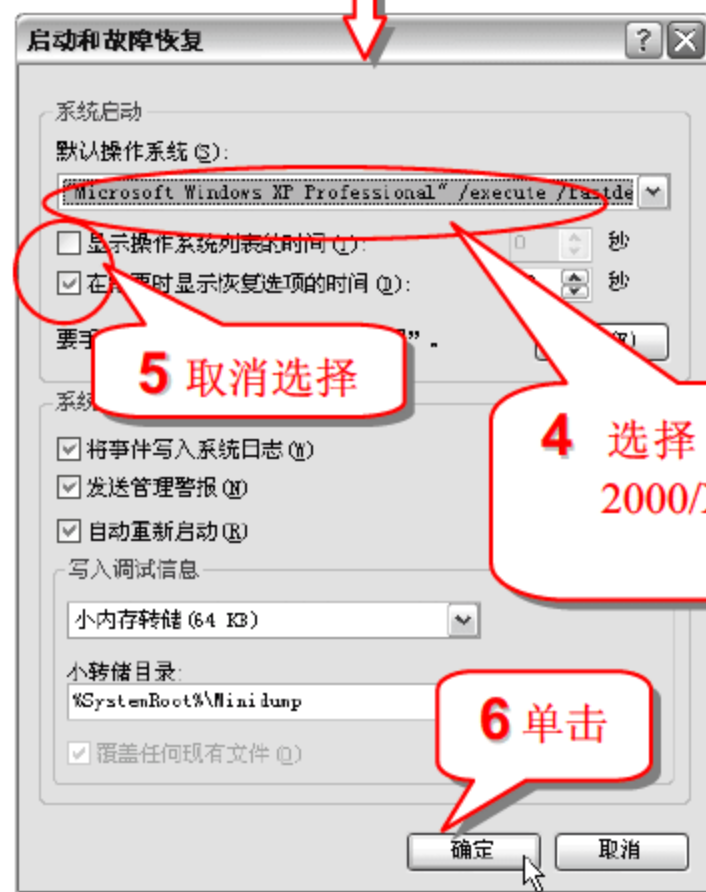 启动和故障恢复
系统启动
默认操作系统(S):
"Microsoft Windows XP Professional" /execute /fastde
显示操作系统列表的时间(T): 0 秒
在需要时显示恢复选项的时间(D): 秒
要手
”。
5 取消选择
4 选择
2000/
将事件写入系统日志(W)
发送管理警报(N)
自动重新启动(R)
写入调试信息
小内存转储(64 KB)
小转储目录:
%SystemRoot%\Minidump
6 单击
覆盖任何现有文件(O)
确定 取消